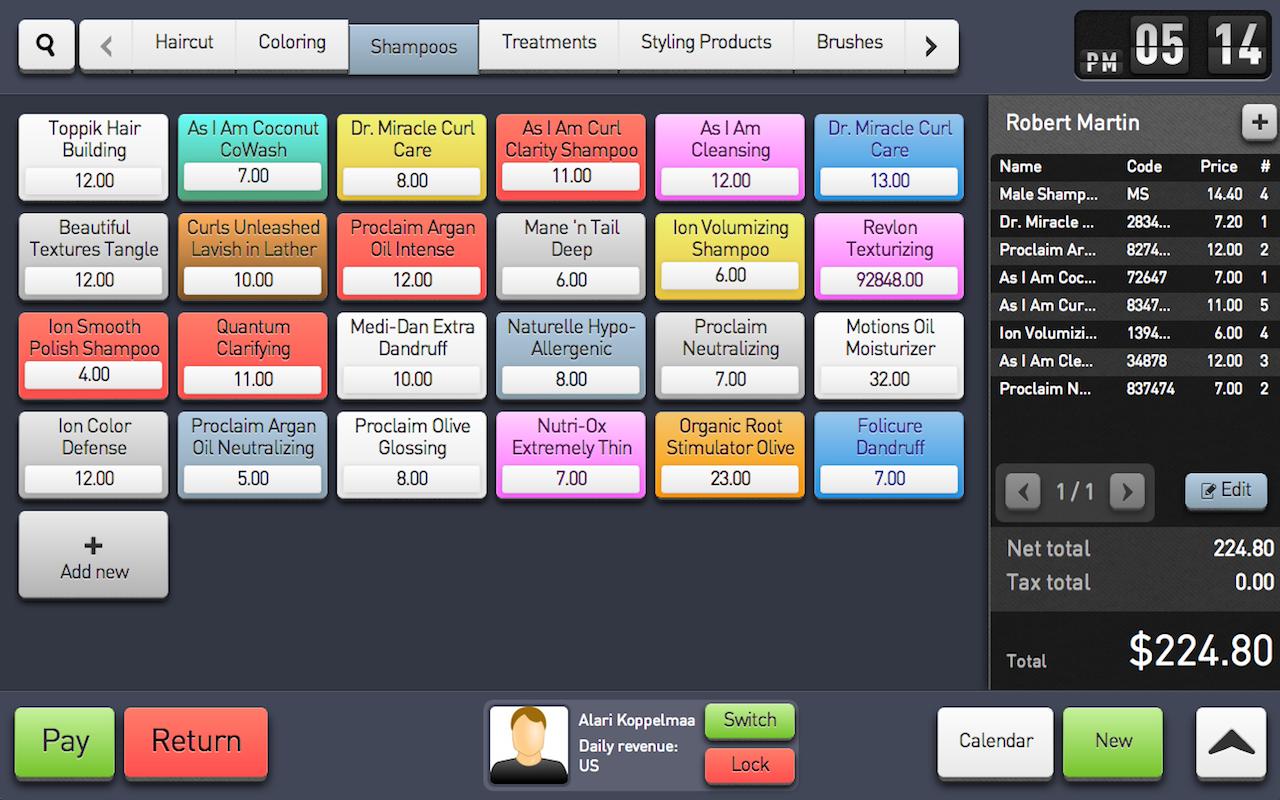 Haircut
Coloring
Shampoos
Treatments
Styling Products
Brushes
PM 05 14
Toppik Hair
Building
12.00
As I Am Coconut
CoWash
7.00
Dr. Miracle Curl
Care
8.00
As I Am Curl
Clarity Shampoo
11.00
As I Am
Cleansing
12.00
Dr. Miracle Curl
Care
13.00
Beautiful
Textures Tangle
12.00
Curls Unleashed
Lavish in Lather
10.00
Proclaim Argan
Oil Intense
12.00
Mane 'n Tail
Deep
6.00
Ion Volumizing
Shampoo
6.00
Revlon
Texturizing
92848.00
Ion Smooth
Polish Shampoo
4.00
Quantum
Clarifying
11.00
Medi-Dan Extra
Dandruff
10.00
Naturelle Hypo-
Allergenic
8.00
Proclaim
Neutralizing
7.00
Motions Oil
Moisturizer
32.00
Ion Color
Defense
12.00
Proclaim Argan
Oil Neutralizing
5.00
Proclaim Olive
Glossing
8.00
Nutri-Ox
Extremely Thin
7.00
Organic Root
Stimulator Olive
23.00
Folicure
Dandruff
7.00
+
Add new
Robert Martin +
Name Code Price #
Male Shamp... MS 14.40 4
Dr. Miracle ... 2834... 7.20 1
Proclaim Ar... 8274... 12.00 2
As I Am Coc... 72647 7.00 1
As I Am Cur... 8347... 11.00 5
Ion Volumizi... 1394... 6.00 4
As I Am Cle... 34878 12.00 3
Proclaim N... 837474 7.00 2
1 / 1
Edit
Net total 224.80
Tax total 0.00
Total $224.80
Pay
Return
Alari Koppelmaa
Daily revenue:
US
Switch
Lock
Calendar
New